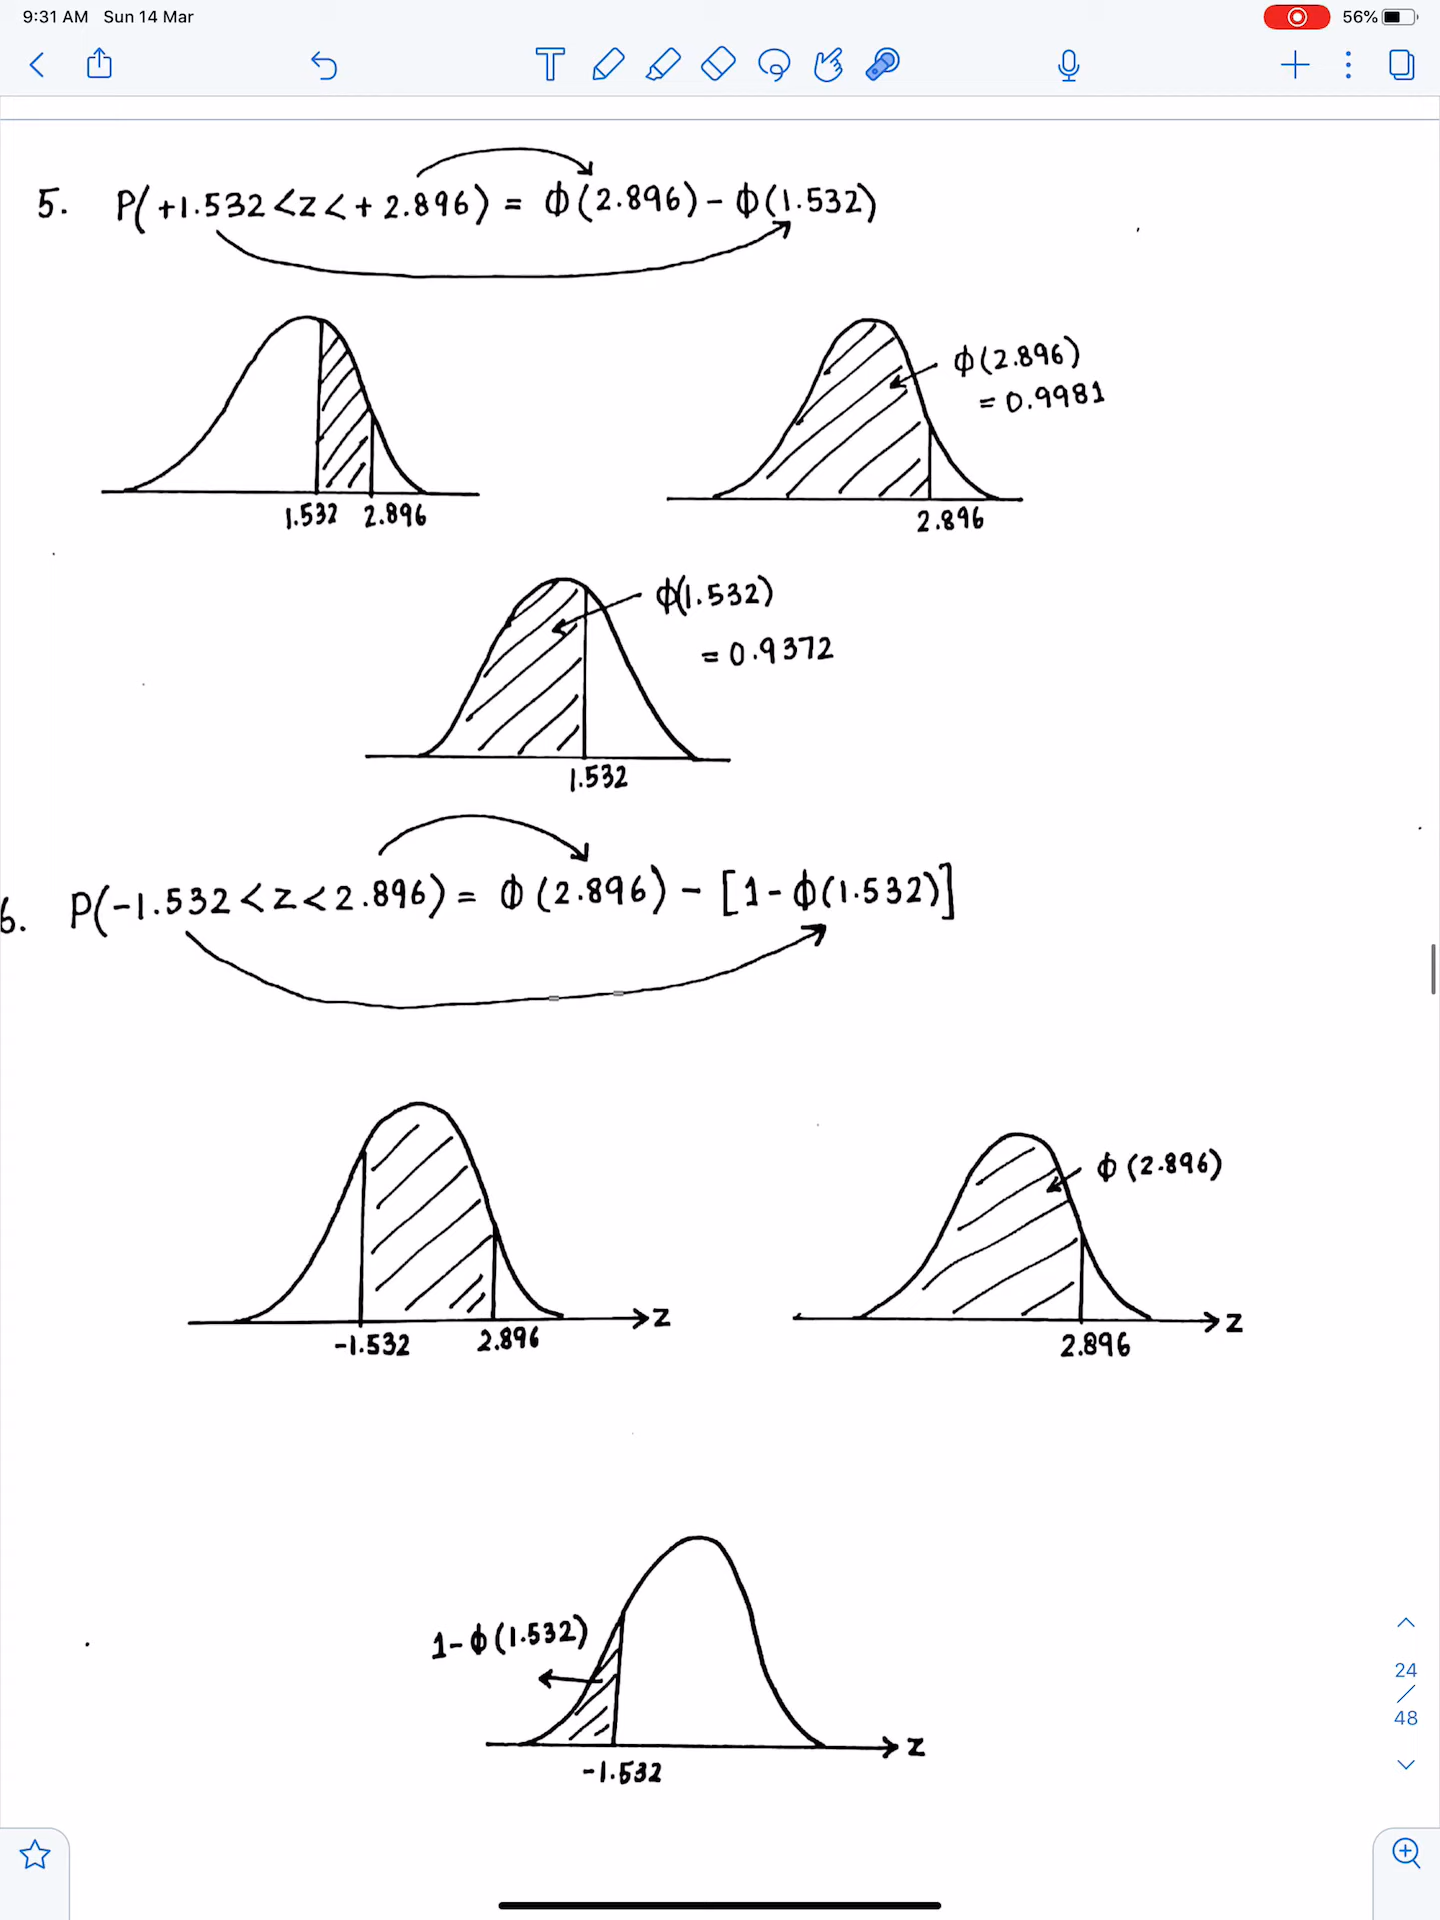 9:31 AM Sun 14 Mar
56%
T
5. P(+1.532<z<+2.896) = Φ(2.896)-Φ(1.532)
Φ(2.896)
= 0.9981
1.532 2.896
2.896
Φ(1.532)
= 0.9372
1.532
6. P(-1.532<z<2.896) = Φ(2.896) - [1-Φ(1.532)]
Φ(2.896)
z
-1.532 2.896
z
2.896
1-Φ(1.532)
z
-1.532
24
/
48